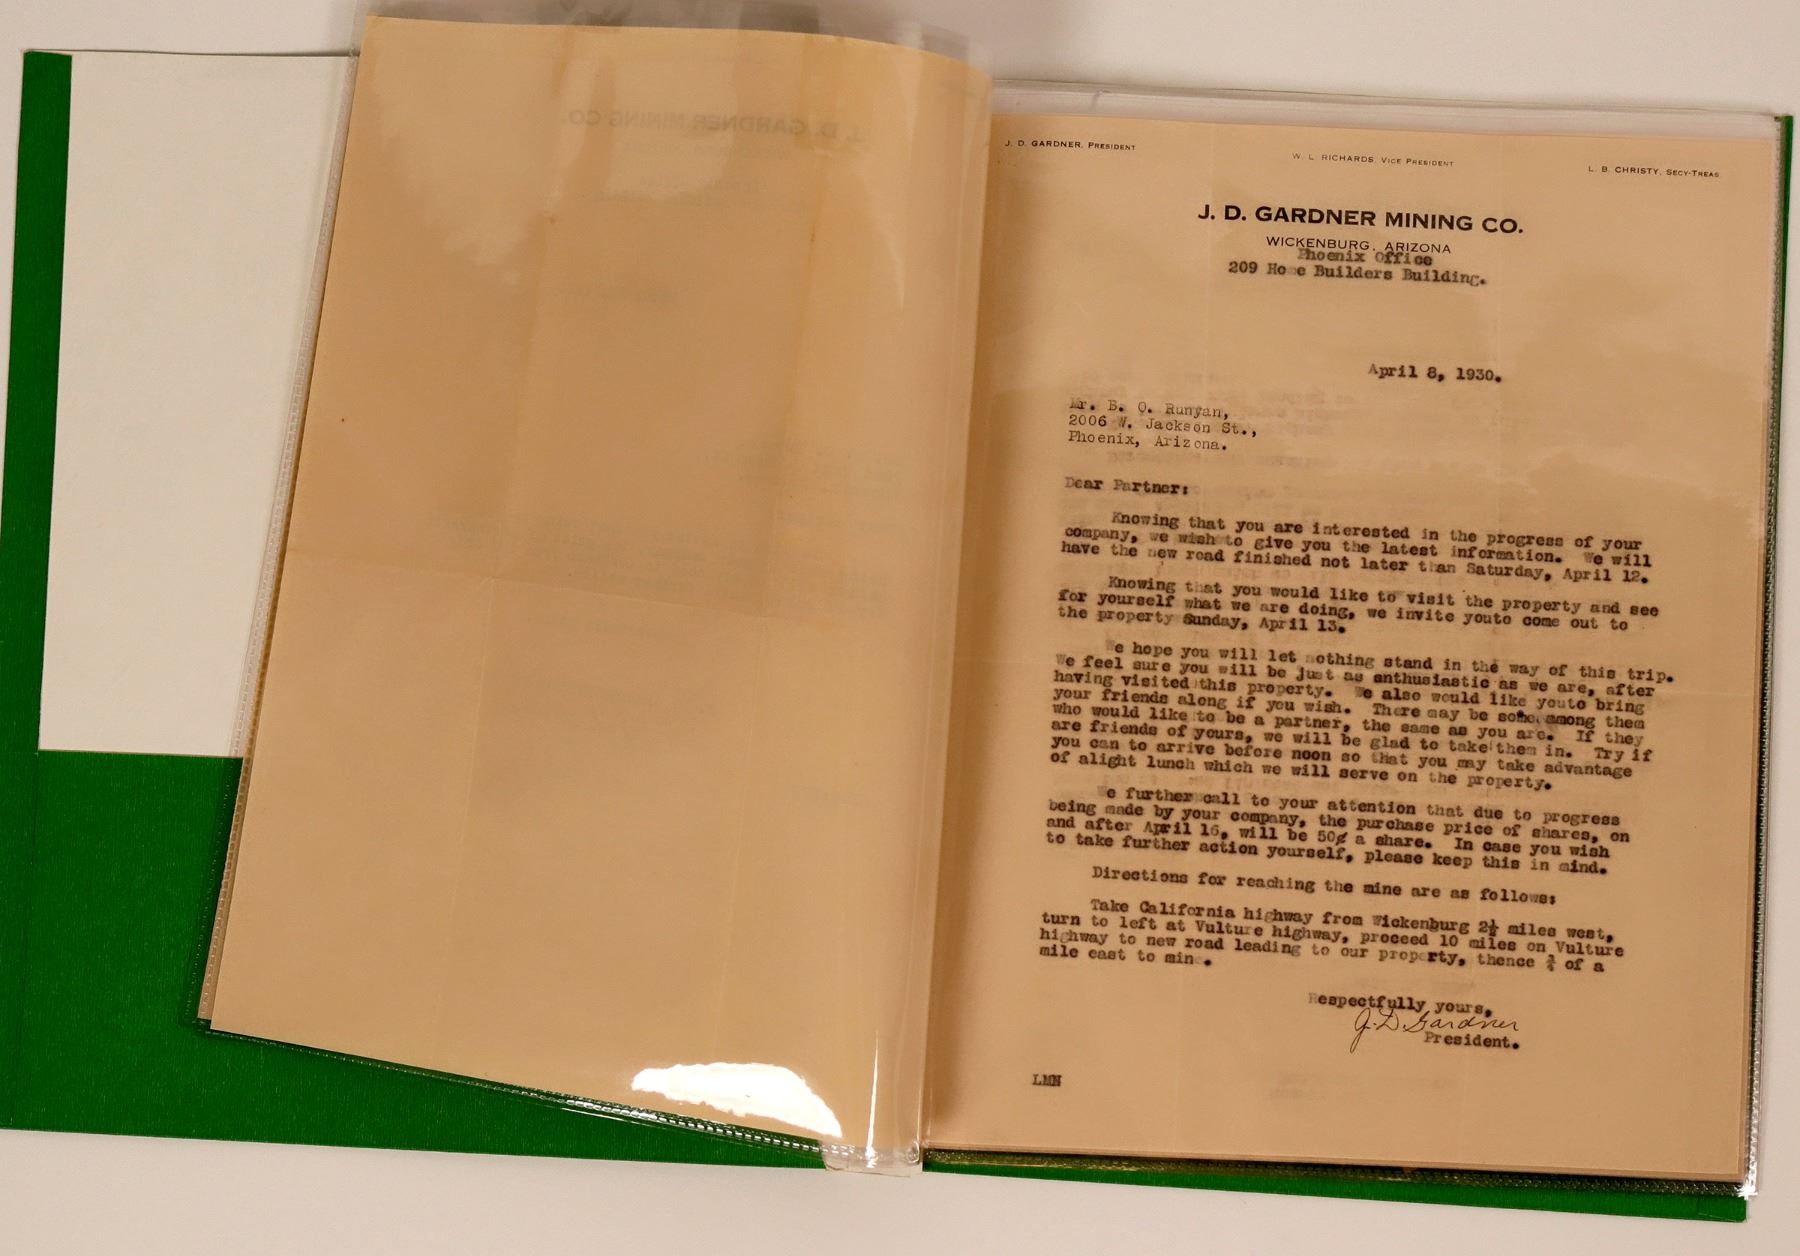 J. D. GARDNER MINING CO.
J. D. GARDNER, PRESIDENT
W. L. RICHARDS, VICE PRESIDENT
L. B. CHRISTY, SECY-TREAS
J. D. GARDNER MINING CO.
WICKENBURG, ARIZONA
Phoenix Office
209 Ho e Builders Building.
April 8, 1930.
Mr. B. O. Runyan,
2006 W. Jackson St.,
Phoenix, Arizona.
Dear Partner:
Knowing that you are interested in the progress of your
company, we wish to give you the latest information. We will
have the new road finished not later than Saturday, April 12.
Knowing that you would like to visit the property and see
for yourself what we are doing, we invite youto come out to
the property Sunday, April 13.
We hope you will let nothing stand in the way of this trip.
We feel sure you will be just as enthusiastic as we are, after
having visited this property. We also would like youto bring
your friends along if you wish. There may be some among them
who would like to be a partner, the same as you are. If they
are friends of yours, we will be glad to take them in. Try if
you can to arrive before noon so that you may take advantage
of alight lunch which we will serve on the property.
We further call to your attention that due to progress
being made by your company, the purchase price of shares, on
and after April 16, will be 50¢ a share. In case you wish
to take further action yourself, please keep this in mind.
Directions for reaching the mine are as follows:
Take California highway from Wickenburg 2½ miles west,
turn to left at Vulture highway, proceed 10 miles on Vulture
highway to new road leading to our property, thence ¾ of a
mile east to mine.
Respectfully yours,
J. D. Gardner
President.
LMN